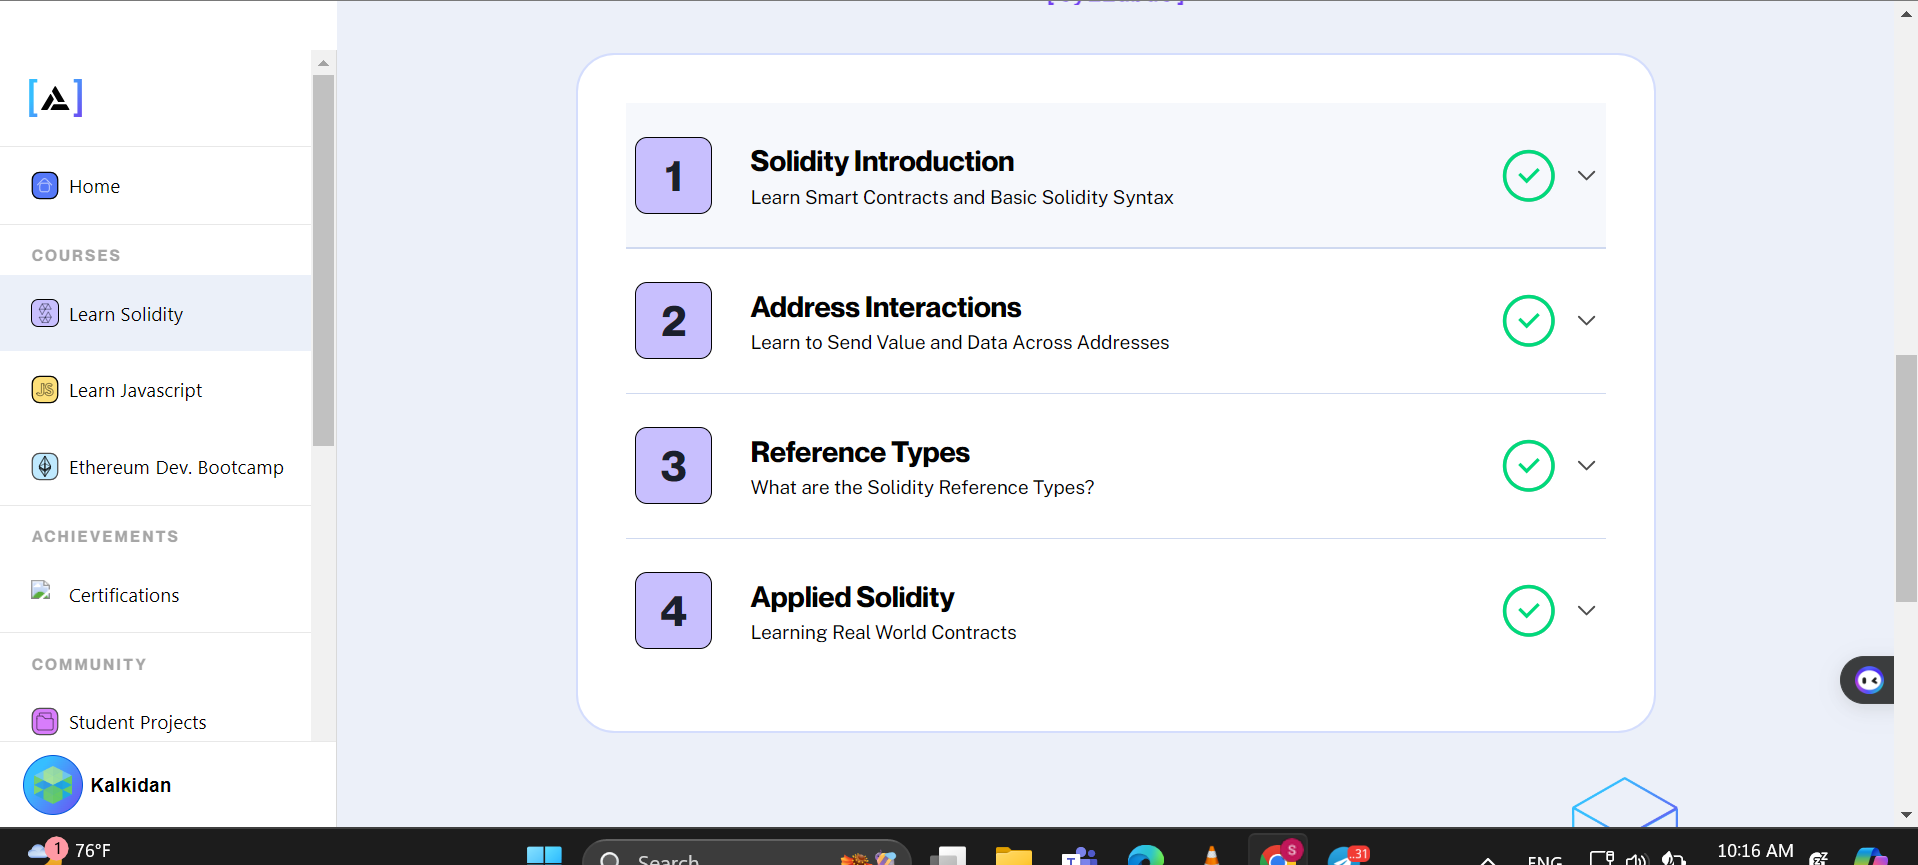 Home
COURSES
Learn Solidity
JS
Learn Javascript
Ethereum Dev. Bootcamp
ACHIEVEMENTS
Certifications
COMMUNITY
Student Projects
Kalkidan
1
Solidity Introduction
Learn Smart Contracts and Basic Solidity Syntax
2
Address Interactions
Learn to Send Value and Data Across Addresses
3
Reference Types
What are the Solidity Reference Types?
4
Applied Solidity
Learning Real World Contracts
1
76°F
Search
T
S
..31
ENG
10:16 AM